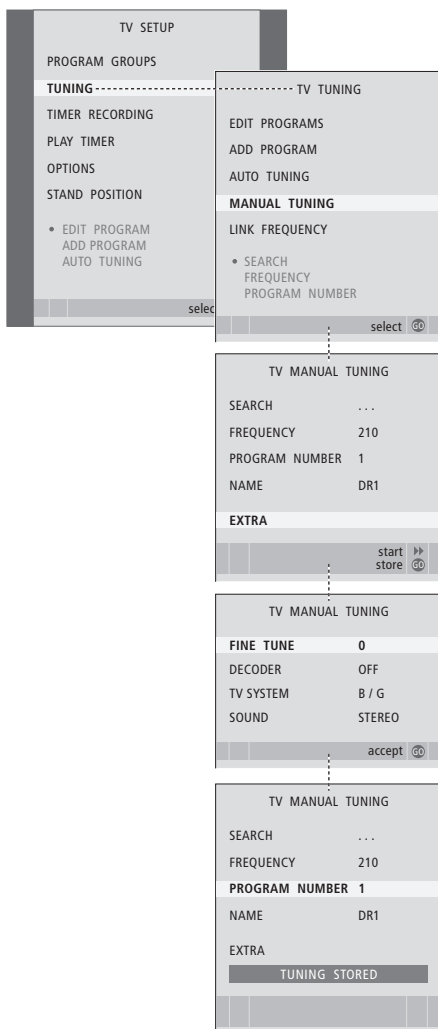 TV SETUP
PROGRAM GROUPS
TUNING
TIMER RECORDING
PLAY TIMER
OPTIONS
STAND POSITION
• EDIT PROGRAM
ADD PROGRAM
AUTO TUNING
selec
TV TUNING
EDIT PROGRAMS
ADD PROGRAM
AUTO TUNING
MANUAL TUNING
LINK FREQUENCY
• SEARCH
FREQUENCY
PROGRAM NUMBER
select GO
TV MANUAL TUNING
SEARCH . . .
FREQUENCY 210
PROGRAM NUMBER 1
NAME DR1
EXTRA
start
store GO
TV MANUAL TUNING
FINE TUNE 0
DECODER OFF
TV SYSTEM B / G
SOUND STEREO
accept GO
TV MANUAL TUNING
SEARCH . . .
FREQUENCY 210
PROGRAM NUMBER 1
NAME DR1
EXTRA
TUNING STORED